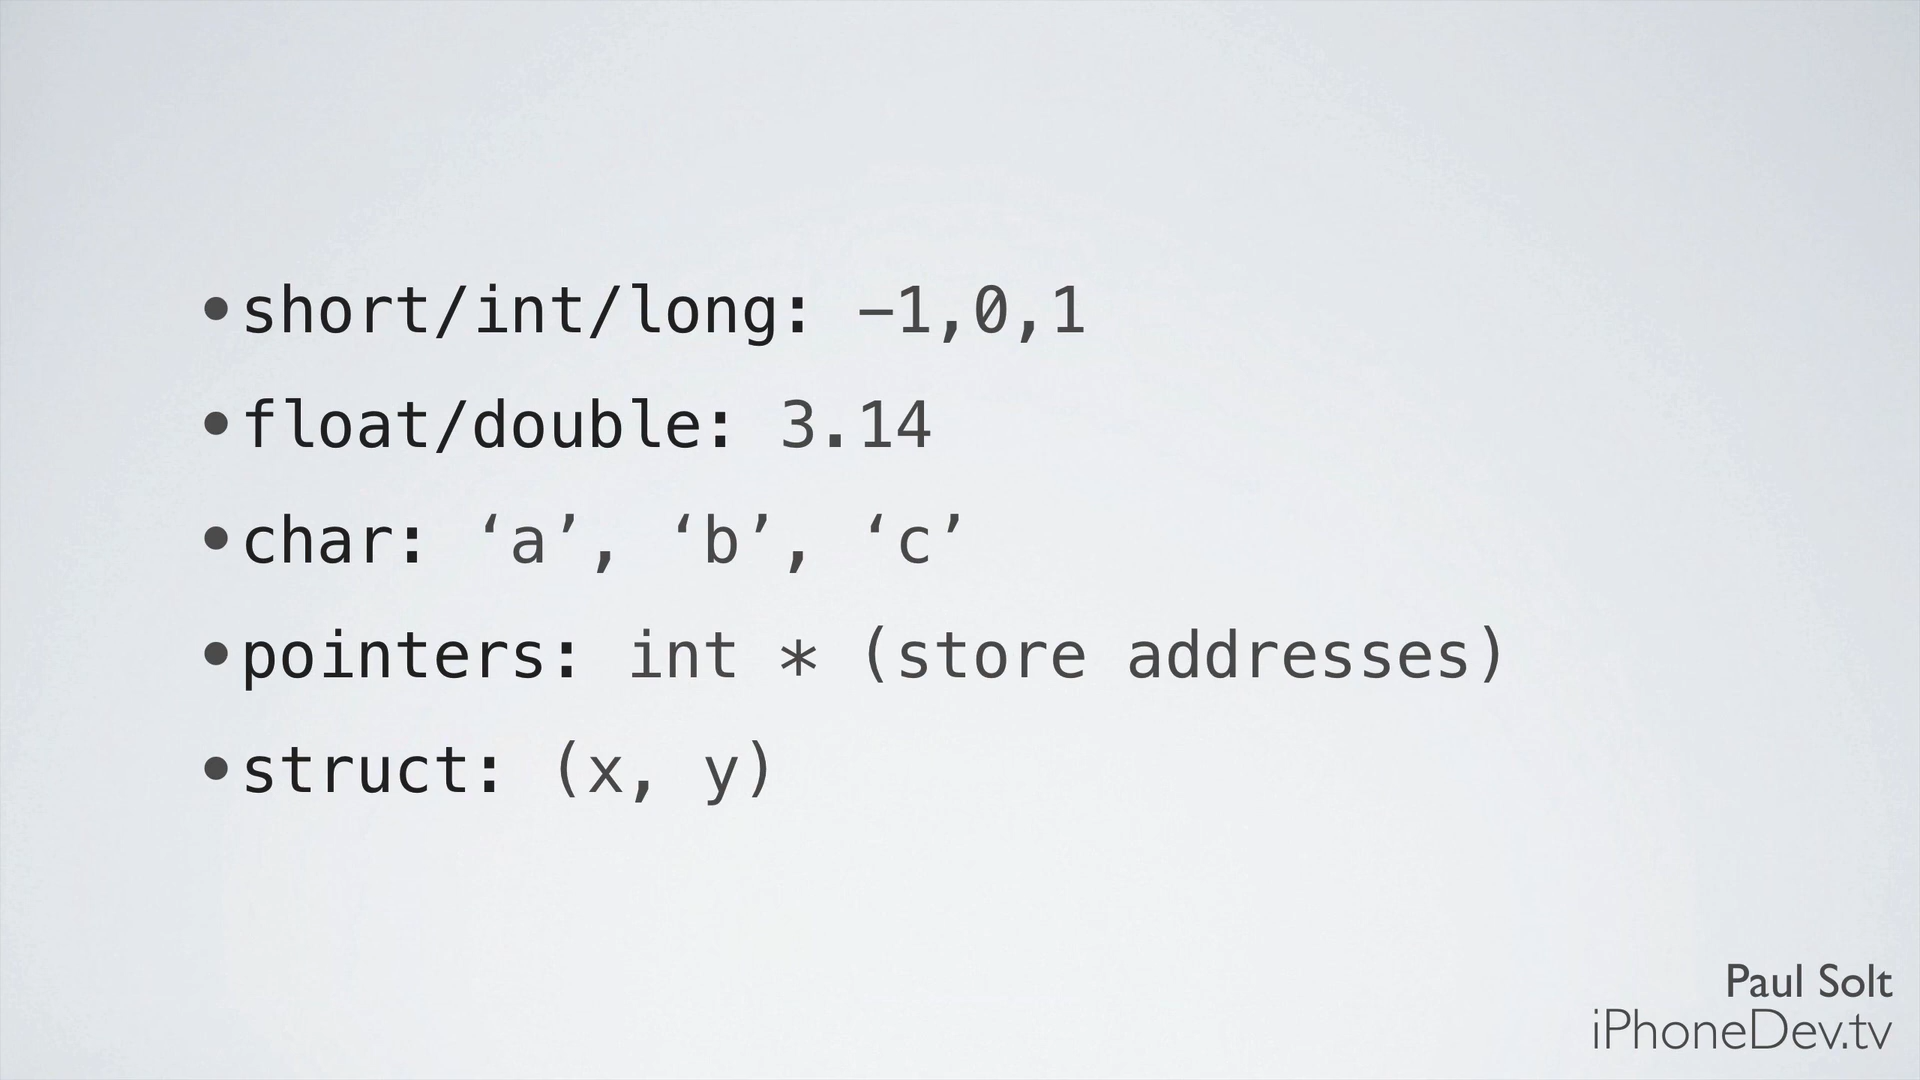 •short/int/long: -1,0,1
•float/double: 3.14
•char: ‘a’, ‘b’, ‘c’
•pointers: int * (store addresses)
•struct: (x, y)
Paul Solt
iPhoneDev.tv